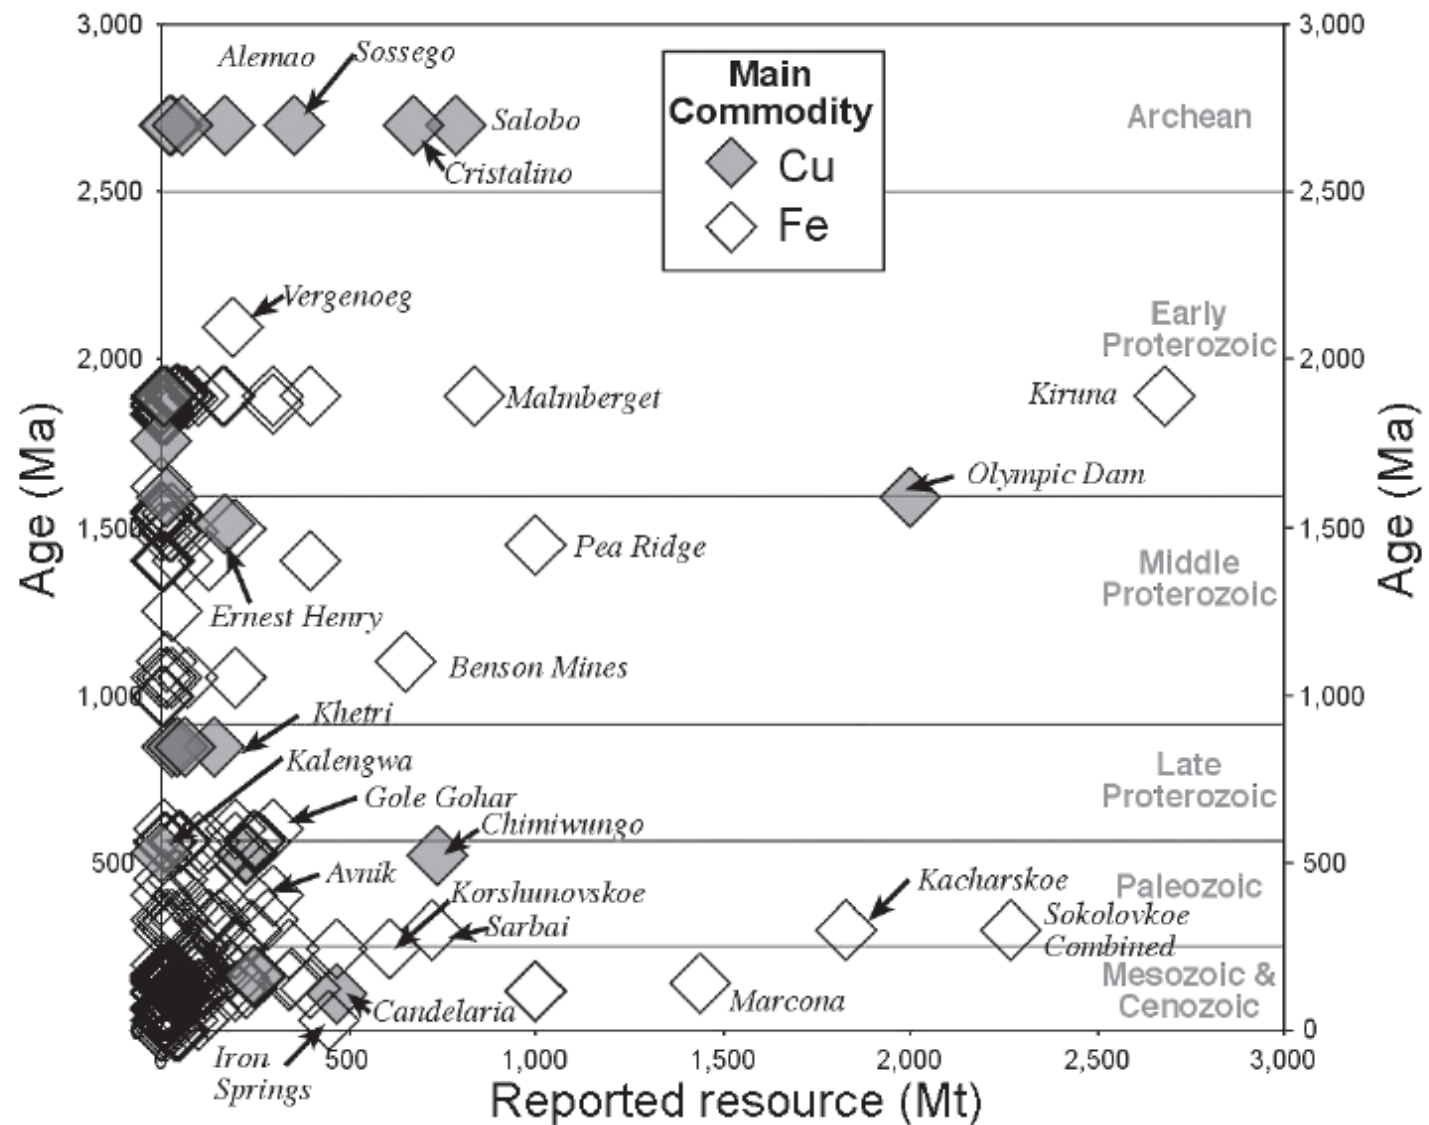 3,000
2,500
2,000
1,500
1,000
500
Age (Ma)
Alemao
Sossego
Salobo
Cristalino
Main
Commodity
Cu
Fe
Archean
Vergenoeg
Early
Proterozoic
Malmberget
Kiruna
Olympic Dam
Pea Ridge
Middle
Proterozoic
Ernest Henry
Benson Mines
Khetri
Kalengwa
Gole Gohar
Chimiwungo
Late
Proterozoic
Avnik
Korshunovskoe
Sarbai
Kacharskoe
Paleozoic
Sokolovkoe
Combined
Candelaria
Marcona
Mesozoic &
Cenozoic
Iron
Springs
3,000
2,500
2,000
1,500
1,000
500
0
Age (Ma)
0
500
1,000
1,500
2,000
2,500
3,000
Reported resource (Mt)